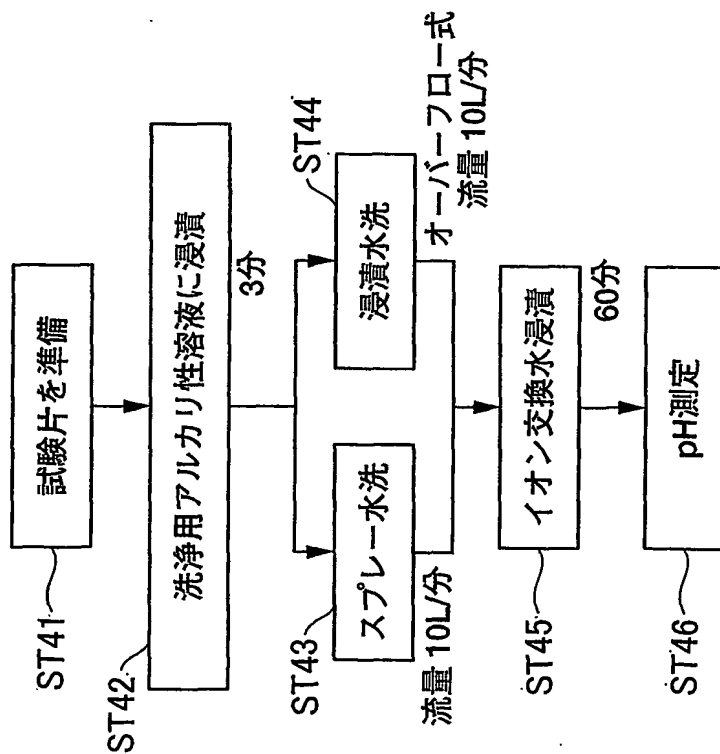 ST41
試験片を準備
ST42
洗浄用アルカリ性溶液に浸漬
3分
ST43
スプレー水洗
流量 10L/分
ST44
浸漬水洗
オーバーフロー式
流量 10L/分
ST45
イオン交換水浸漬
60分
ST46
pH測定